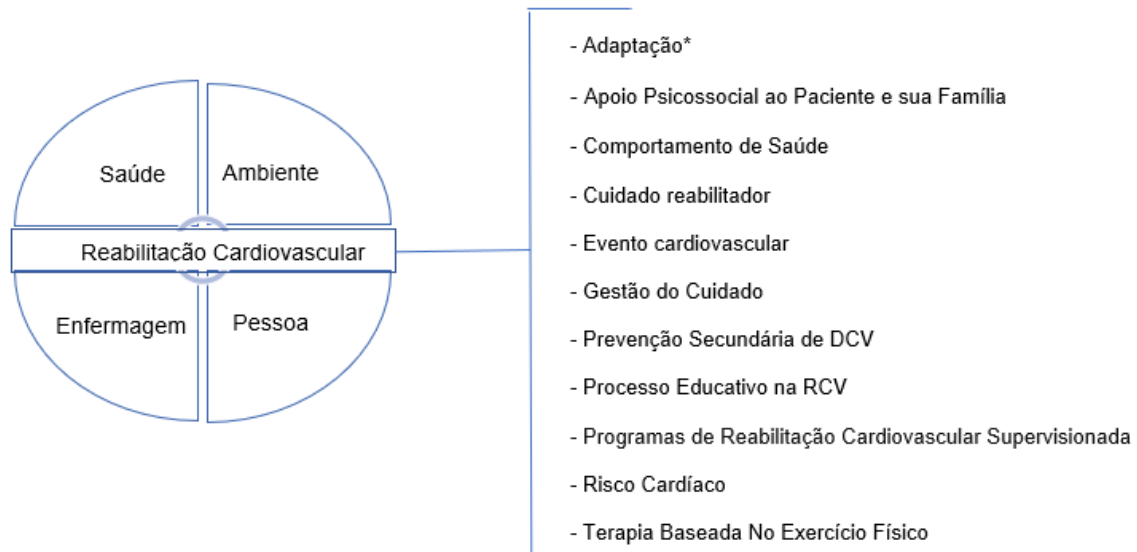 Saúde
Ambiente
Reabilitação Cardiovascular
Enfermagem
Pessoa
- Adaptação*
- Apoio Psicossocial ao Paciente e sua Família
- Comportamento de Saúde
- Cuidado reabilitador
- Evento cardiovascular
- Gestão do Cuidado
- Prevenção Secundária de DCV
- Processo Educativo na RCV
- Programas de Reabilitação Cardiovascular Supervisionada
- Risco Cardíaco
- Terapia Baseada No Exercício Físico